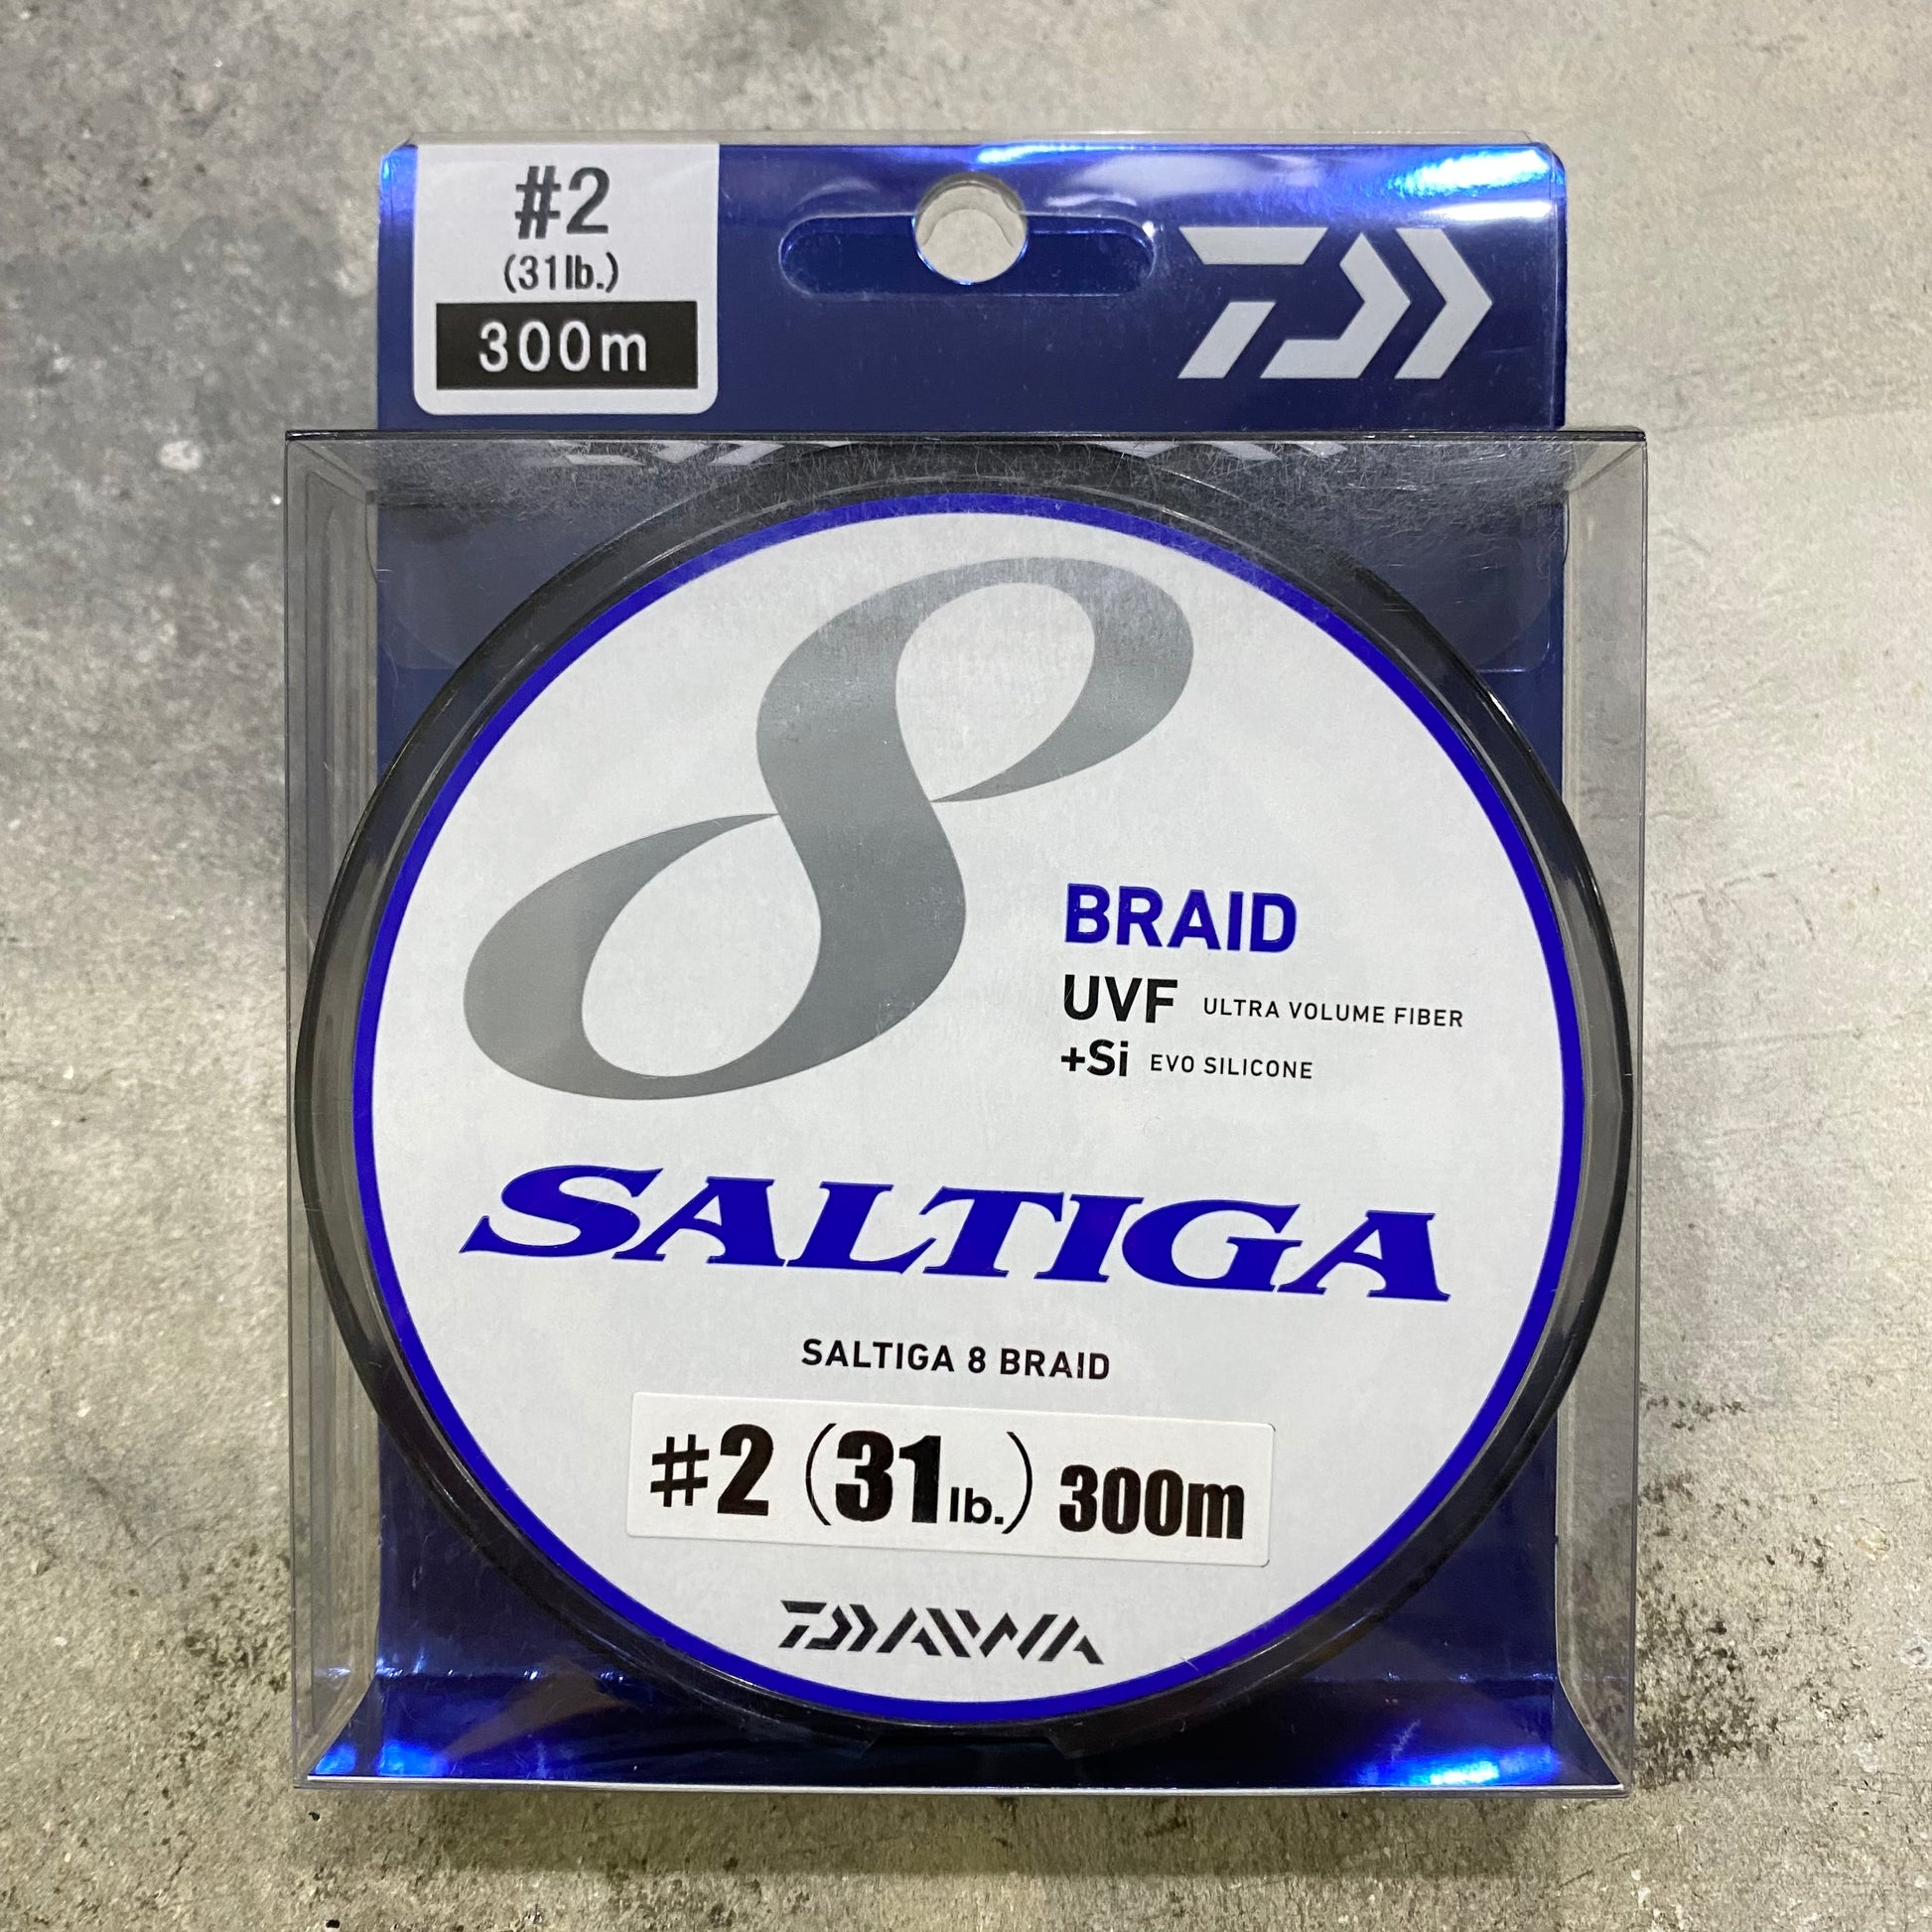 #2
(31lb.)
300m
8
BRAID
UVF ULTRA VOLUME FIBER
+Si EVO SILICONE
SALTIGA
SALTIGA 8 BRAID
#2 (31lb.) 300m
DAIWA